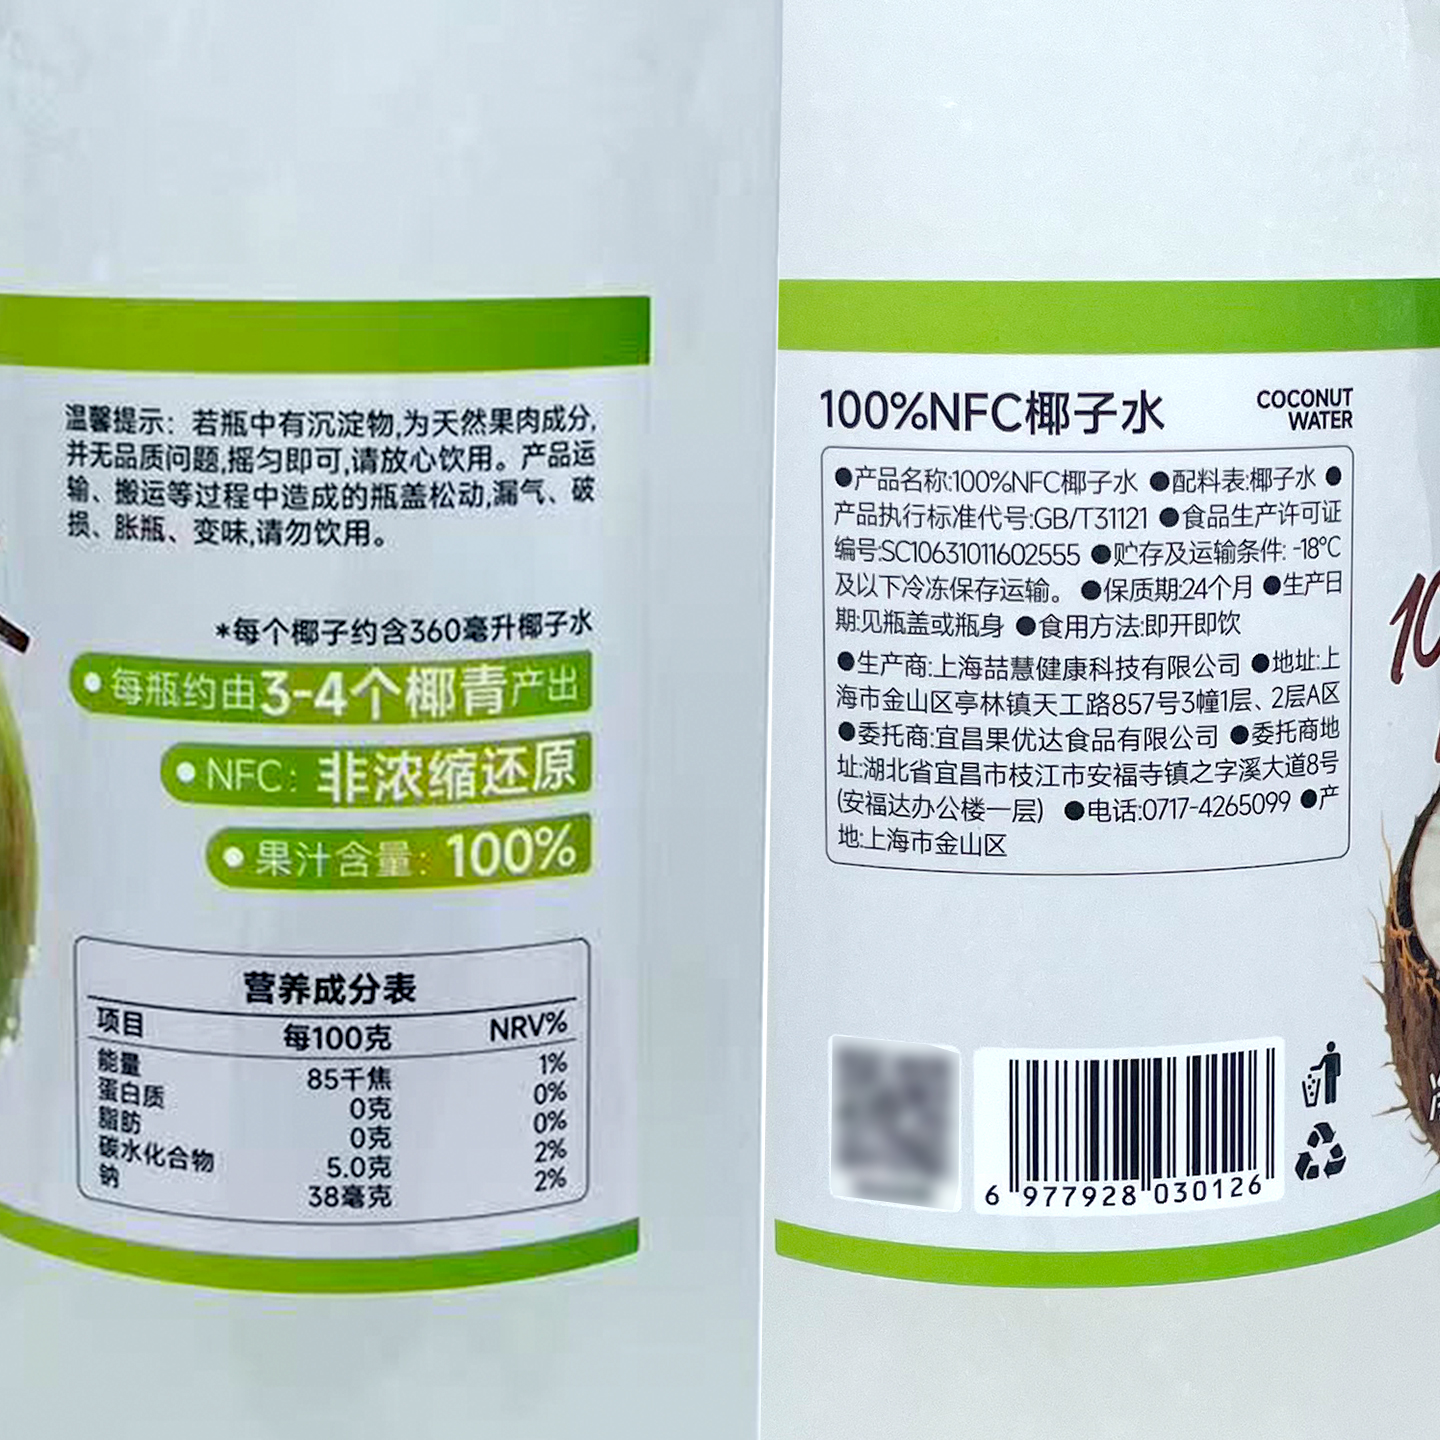 温馨提示：若瓶中有沉淀物,为天然果肉成分,
并无品质问题,摇匀即可,请放心饮用。产品运
输、搬运等过程中造成的瓶盖松动,漏气、破
损、胀瓶、变味,请勿饮用。
*每个椰子约含360毫升椰子水
●每瓶约由3-4个椰青产出
●NFC：非浓缩还原
●果汁含量：100%
营养成分表
项目 每100克 NRV%
能量 85千焦 1%
蛋白质 0克 0%
脂肪 0克 0%
碳水化合物 5.0克 2%
钠 38毫克 2%
100%NFC椰子水
COCONUT
WATER
●产品名称:100%NFC椰子水 ●配料表:椰子水 ●
产品执行标准代号:GB/T31121 ●食品生产许可证
编号:SC10631011602555 ●贮存及运输条件: -18°C
及以下冷冻保存运输。 ●保质期:24个月 ●生产日
期:见瓶盖或瓶身 ●食用方法:即开即饮
●生产商:上海喆慧健康科技有限公司 ●地址:上
海市金山区亭林镇天工路857号3幢1层、2层A区
●委托商:宜昌果优达食品有限公司 ●委托商地
址:湖北省宜昌市枝江市安福寺镇之字溪大道8号
(安福达办公楼一层) ●电话:0717-4265099 ●产
地:上海市金山区
6 977928 030126
10